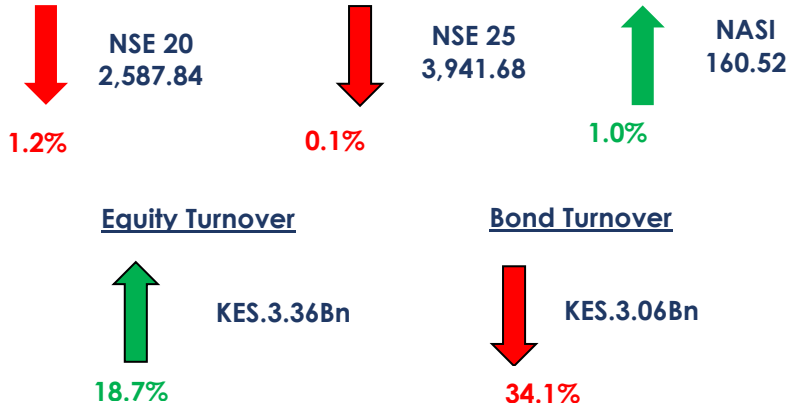 NSE 20
2,587.84
1.2%
NSE 25
3,941.68
0.1%
NASI
160.52
1.0%
Equity Turnover
KES.3.36Bn
18.7%
Bond Turnover
KES.3.06Bn
34.1%